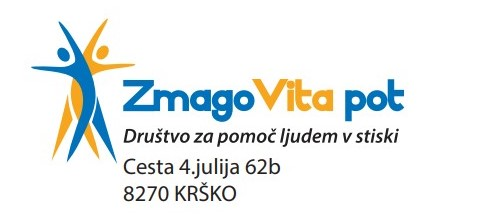 ZmagoVita pot
Društvo za pomoč ljudem v stiski
Cesta 4.julija 62b
8270 KRŠKO